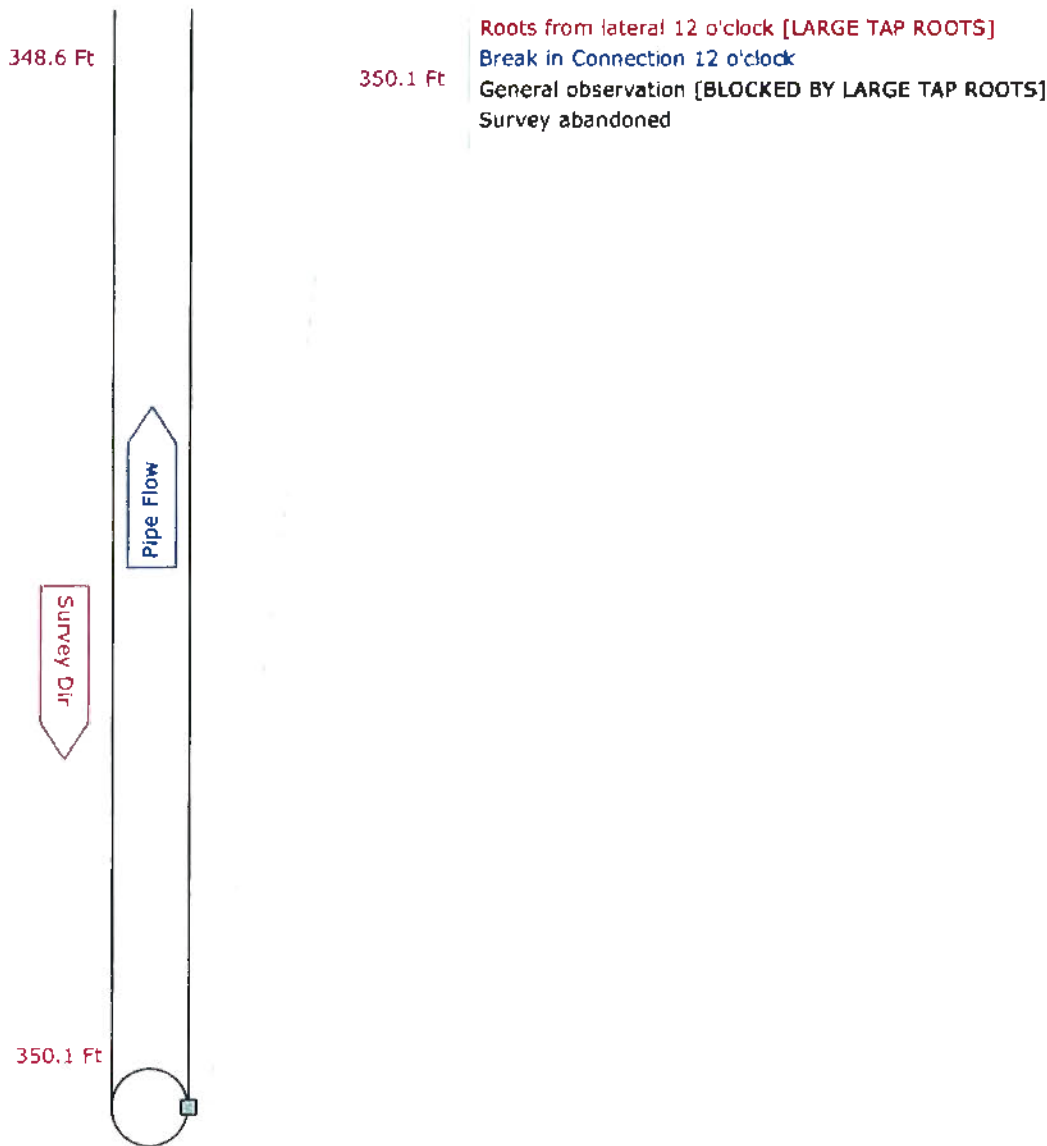 348.6 Ft
350.1 Ft
Roots from lateral 12 o'clock [LARGE TAP ROOTS]
Break in Connection 12 o'clock
General observation [BLOCKED BY LARGE TAP ROOTS]
Survey abandoned
Pipe Flow
Survey Dir
350.1 Ft